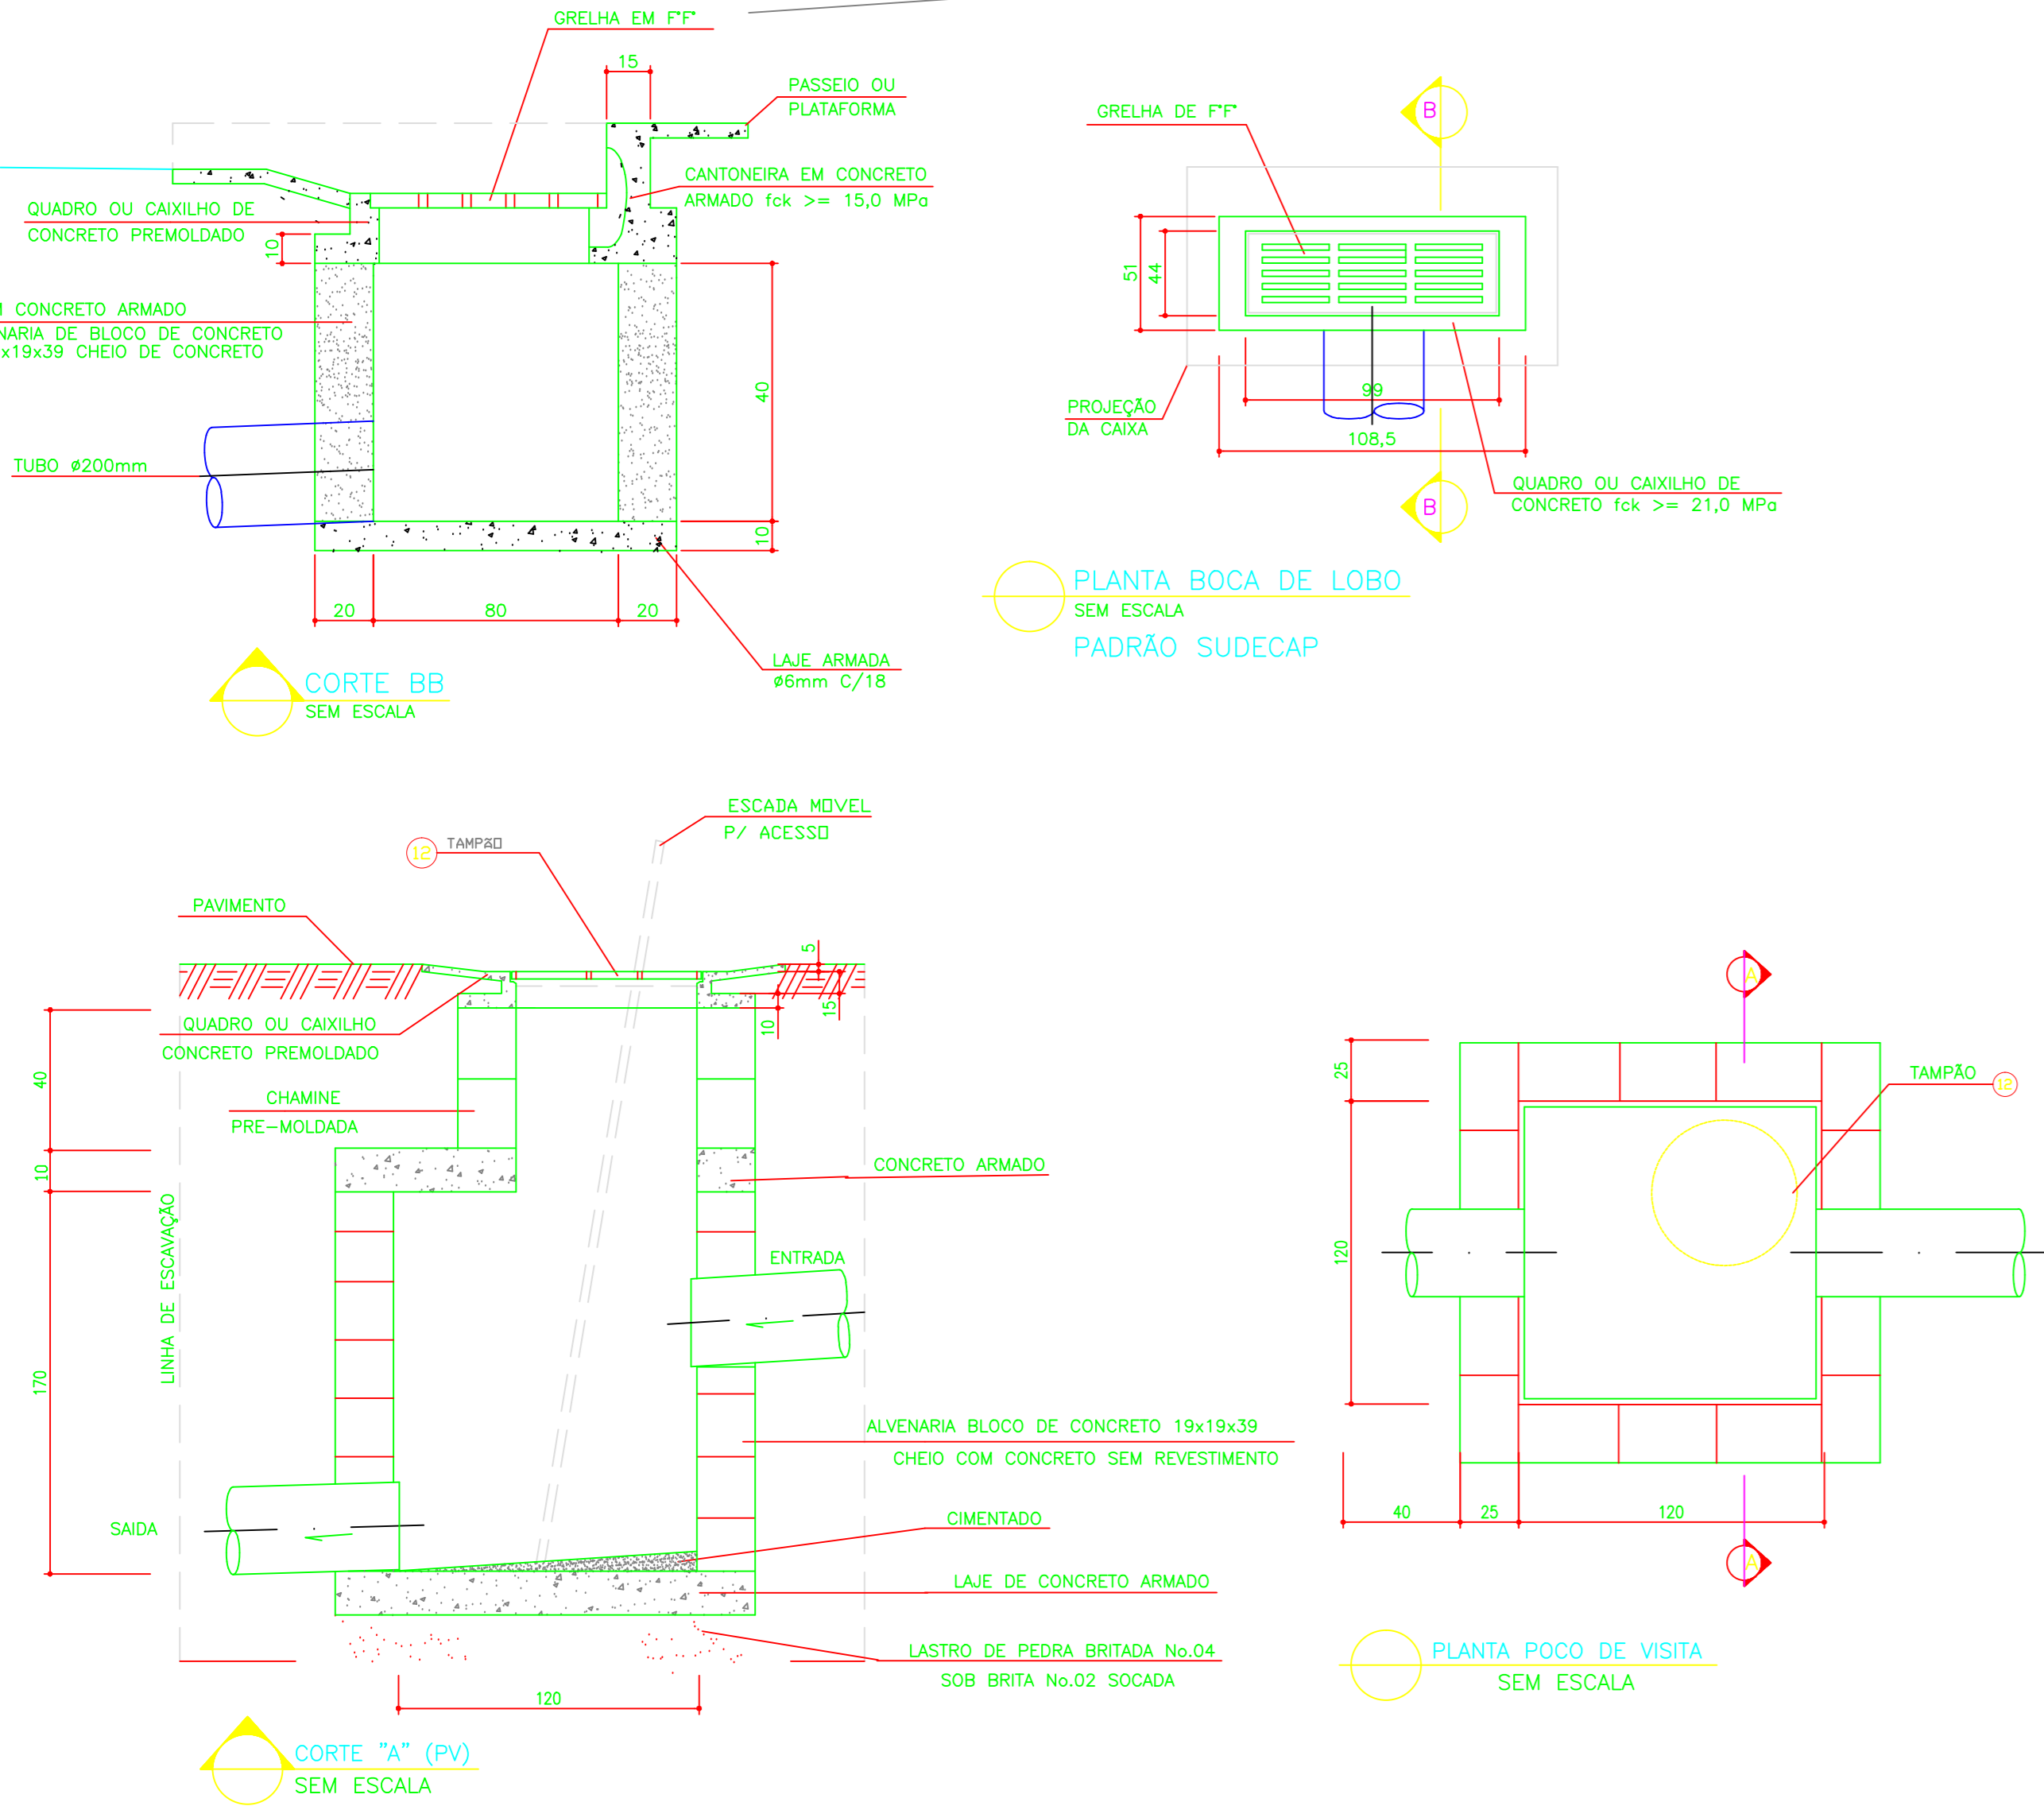 GRELHA EM F°F°
15
PASSEIO OU
PLATAFORMA
CANTONEIRA EM CONCRETO
ARMADO fck >= 15,0 MPa
QUADRO OU CAIXILHO DE
CONCRETO PREMOLDADO
10
CONCRETO ARMADO
DE BLOCO DE CONCRETO
x19x39 CHEIO DE CONCRETO
40
TUBO ø200mm
10
20
80
20
LAJE ARMADA
ø6mm C/18
CORTE BB
SEM ESCALA
B
GRELHA DE F°F°
51
44
99
PROJEÇÃO
DA CAIXA
108,5
QUADRO OU CAIXILHO DE
CONCRETO fck >= 21,0 MPa
B
PLANTA BOCA DE LOBO
SEM ESCALA
PADRÃO SUDECAP
ESCADA MOVEL
P/ ACESSO
12
TAMPÃO
PAVIMENTO
5
15
10
QUADRO OU CAIXILHO
CONCRETO PREMOLDADO
40
CHAMINE
PRE-MOLDADA
10
CONCRETO ARMADO
LINHA DE ESCAVAÇÃO
ENTRADA
170
ALVENARIA BLOCO DE CONCRETO 19x19x39
CHEIO COM CONCRETO SEM REVESTIMENTO
SAIDA
CIMENTADO
LAJE DE CONCRETO ARMADO
LASTRO DE PEDRA BRITADA No.04
SOB BRITA No.02 SOCADA
120
CORTE "A" (PV)
SEM ESCALA
A
25
TAMPÃO
12
120
40
25
120
A
PLANTA POCO DE VISITA
SEM ESCALA